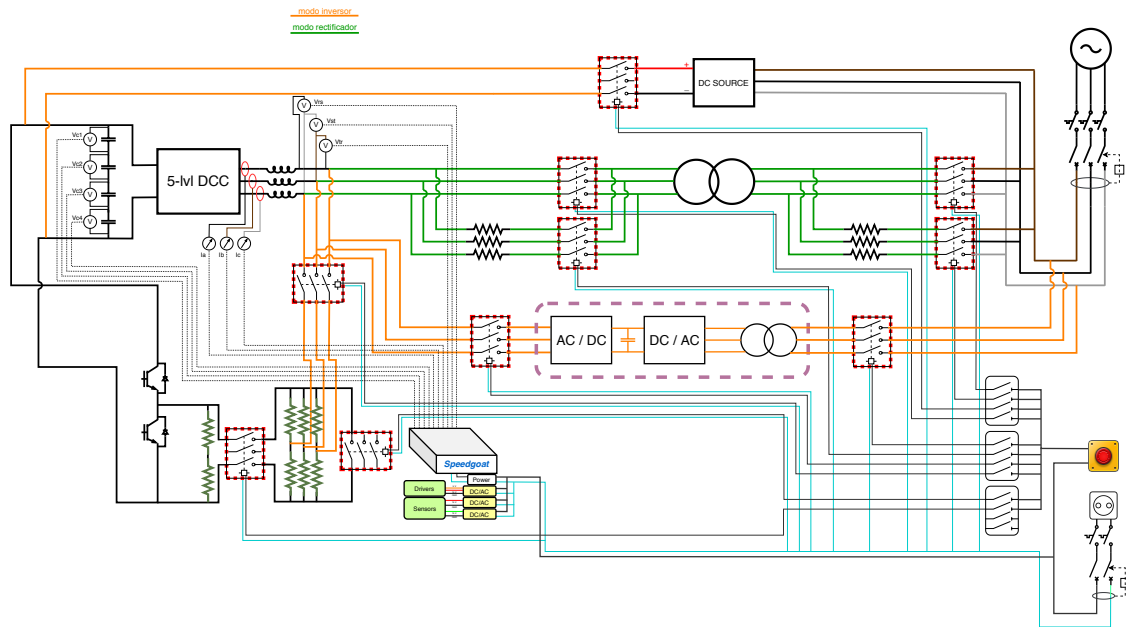 modo inversor
modo rectificador
DC SOURCE
+
−
Vrs
Vst
Vtr
Vc1
Vc2
Vc3
Vc4
V
V
V
V
V
V
V
5-lvl DCC
Ia
Ib
Ic
AC / DC
DC / AC
Speedgoat
Power
Drivers
Sensors
DC/AC
DC/AC
DC/AC